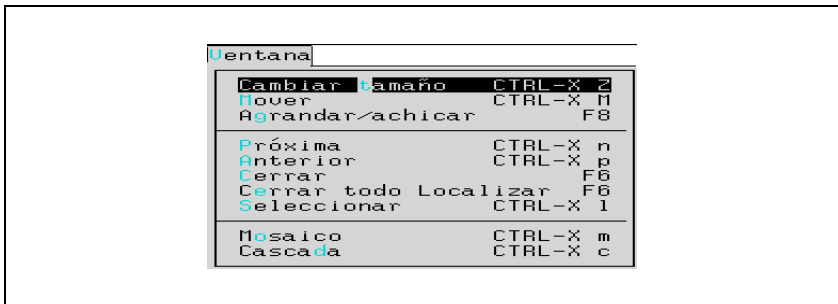 Ventana
Cambiar tamaño CTRL-X Z
Mover CTRL-X M
Agrandar/achicar F8
Próxima CTRL-X n
Anterior CTRL-X p
Cerrar F6
Cerrar todo Localizar F6
Seleccionar CTRL-X l
Mosaico CTRL-X m
Cascada CTRL-X c